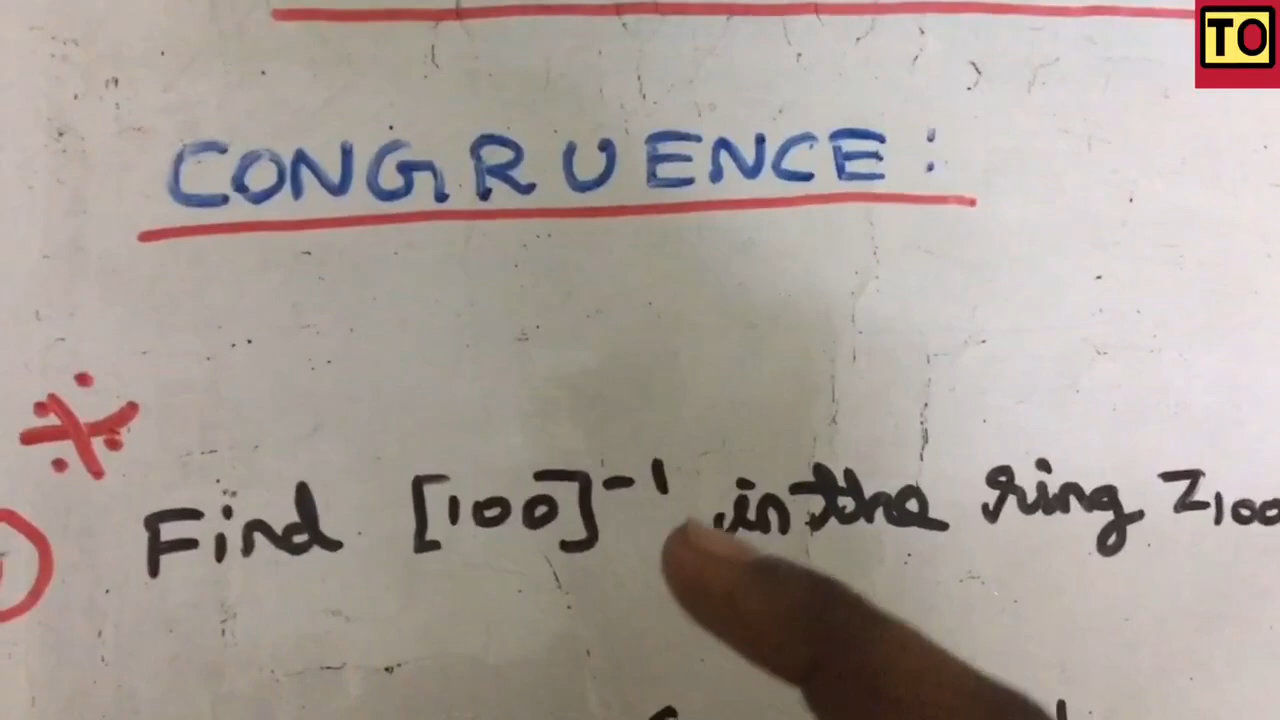 TO
CONGRUENCE :
Find [100]⁻¹ in the ring Z₁₀₀